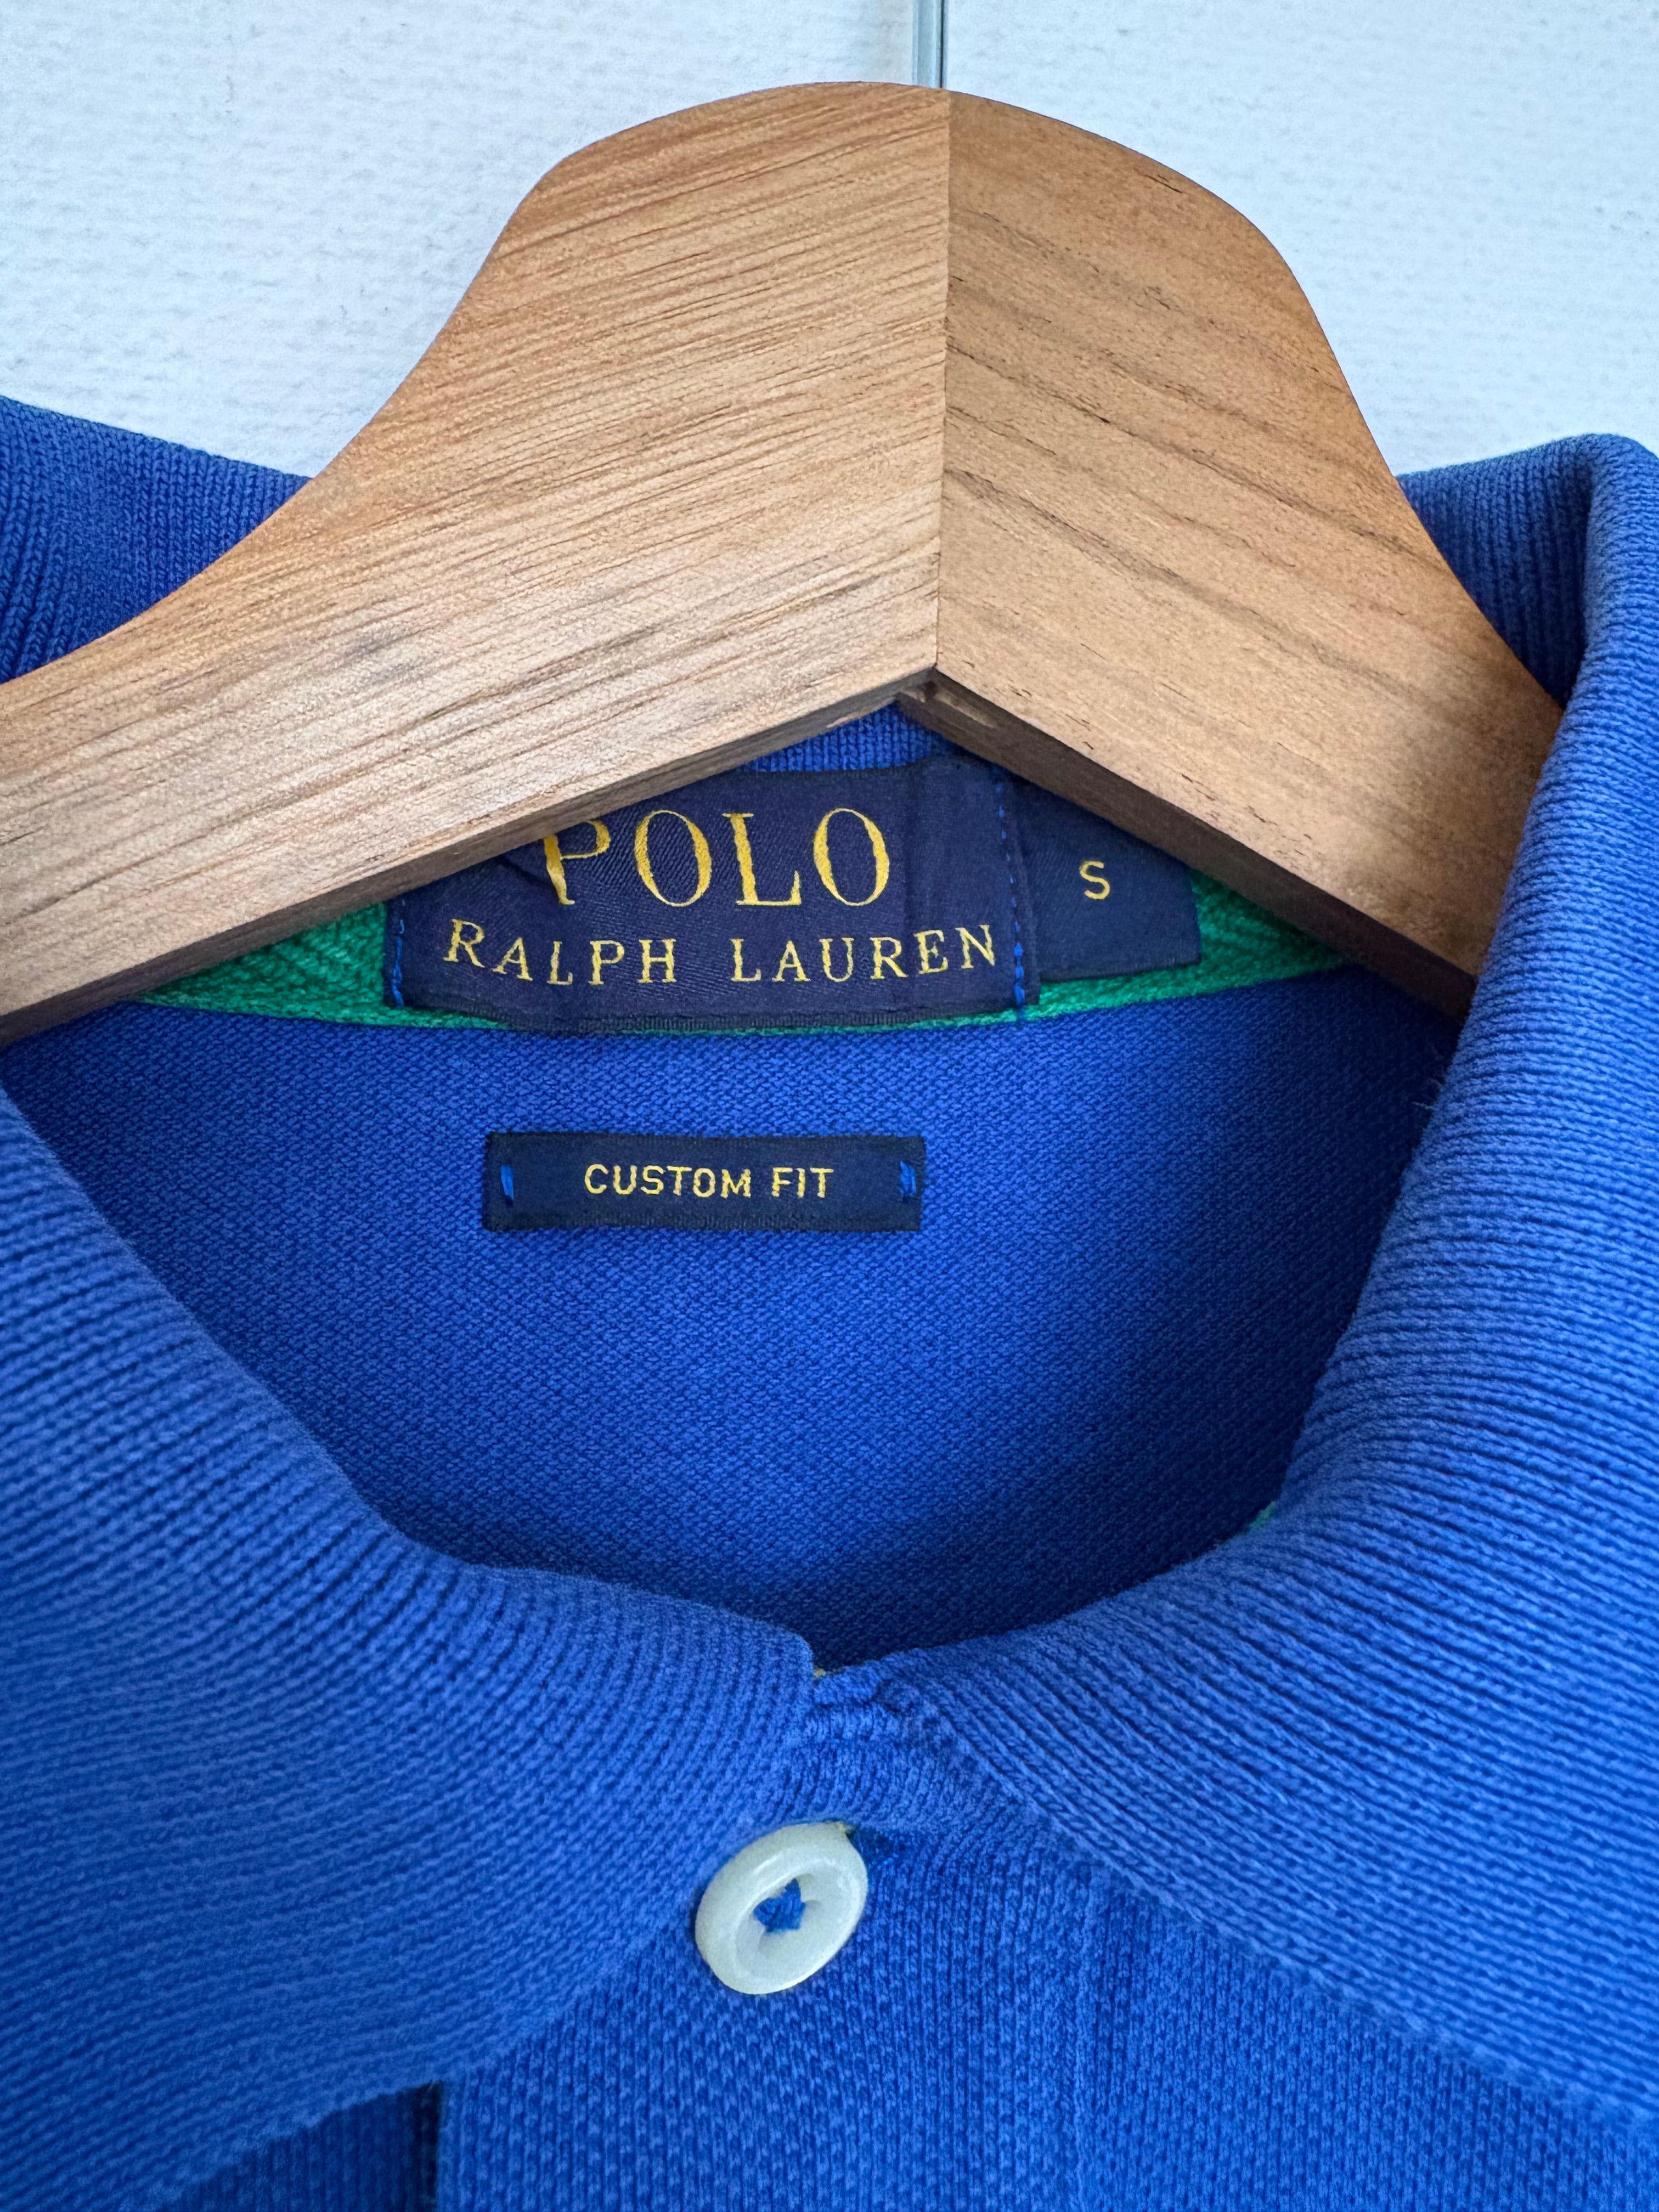 POLO
RALPH LAUREN
S
CUSTOM FIT